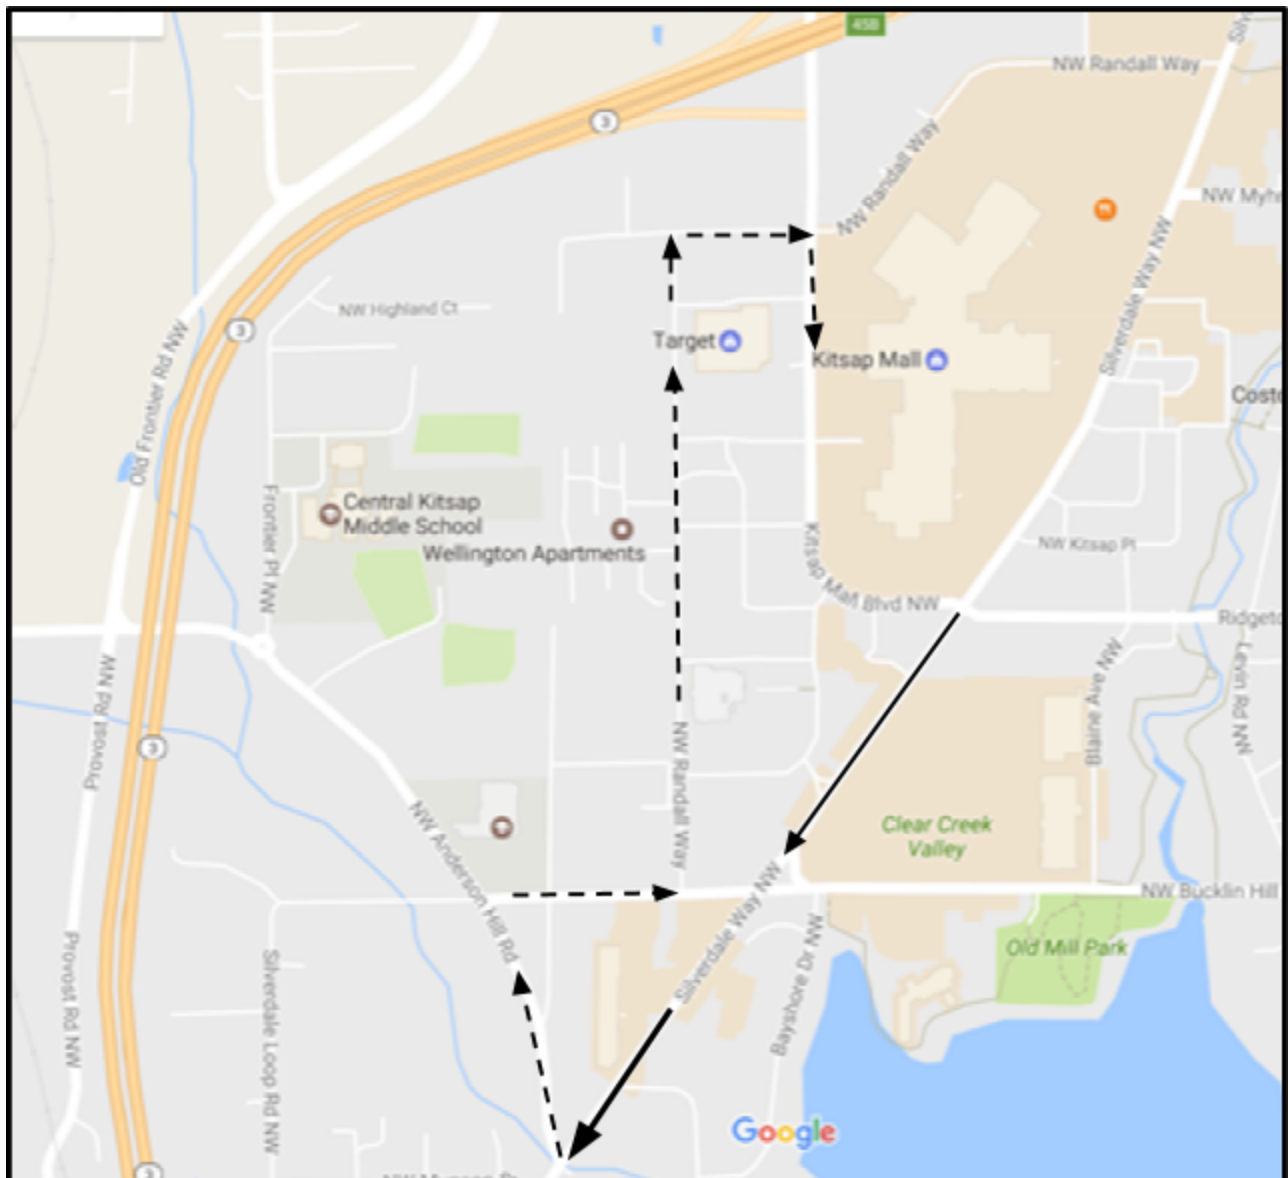 45B
Silv
NW Randall Way
3
NW Randall Way
NW Myh
NW Highland Ct
3
Silverdale Way NW
Target
Kitsap Mall
Old Frontier Rd NW
Costc
Central Kitsap
Middle School
Wellington Apartments
Frontier Pl NW
NW Kitsap Pl
Kitsap Mall Blvd NW
Ridgeto
Provost Rd NW
Blaine Ave NW
Levin Rd NW
3
NW Randall Way
NW Anderson Hill Rd
Clear Creek
Valley
Silverdale Way NW
NW Bucklin Hill
Old Mill Park
Bayshore Dr NW
Provost Rd NW
Silverdale Loop Rd NW
Google
3